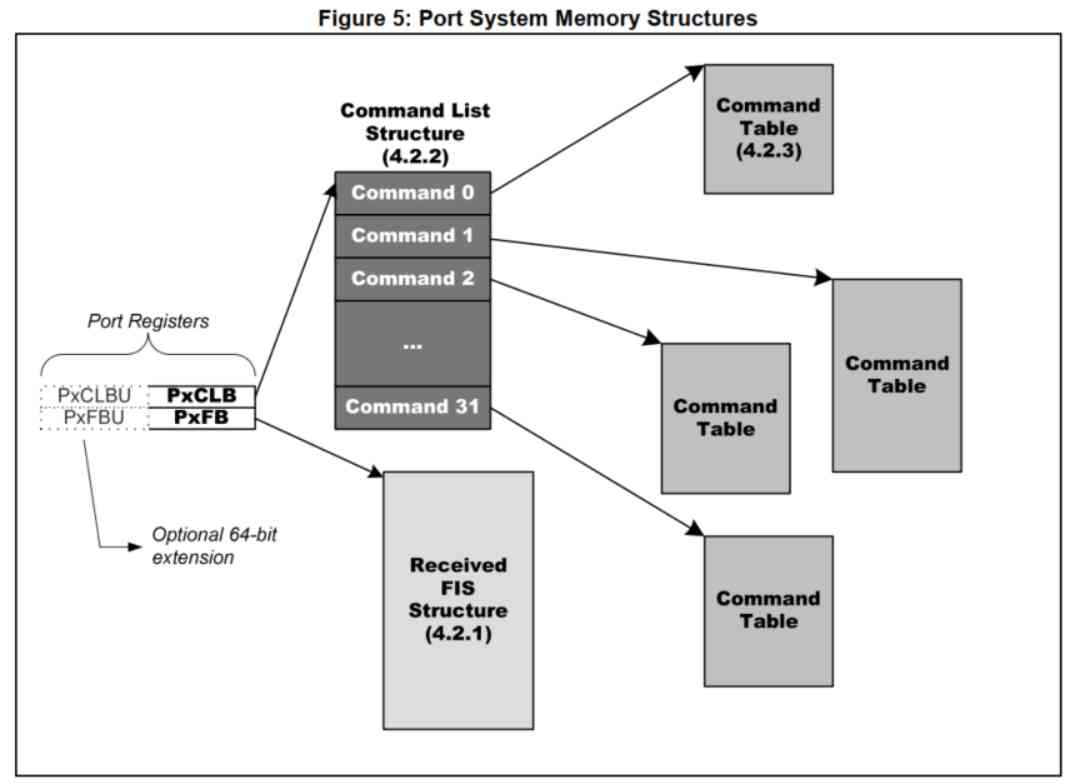 Figure 5: Port System Memory Structures
Command List
Structure
(4.2.2)
Command 0
Command 1
Command 2
...
Command 31
Command
Table
(4.2.3)
Command
Table
Command
Table
Command
Table
Port Registers
PxCLBU PxCLB
PxFBU PxFB
Optional 64-bit
extension
Received
FIS
Structure
(4.2.1)